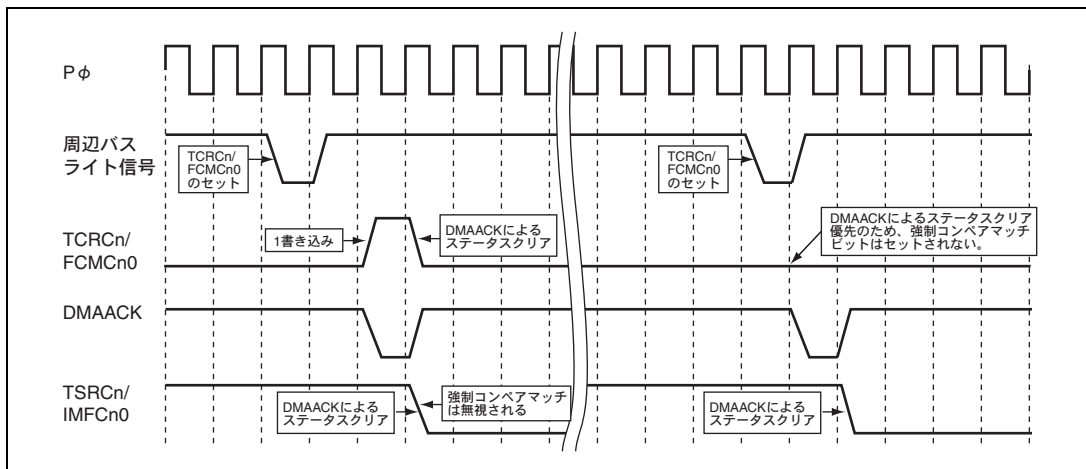 Pφ
周辺バス
ライト信号
TCRCn/
FCMCn0
のセット
TCRCn/
FCMCn0
のセット
TCRCn/
FCMCn0
1書き込み
DMAACKによる
ステータスクリア
DMAACKによるステータスクリア
優先のため、強制コンペアマッチ
ビットはセットされない。
DMAACK
TSRCn/
IMFCn0
DMAACKによる
ステータスクリア
強制コンペアマッチ
は無視される
DMAACKによる
ステータスクリア